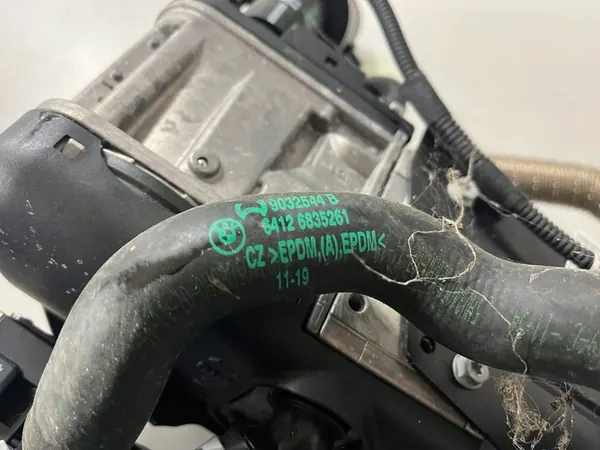 9032544 B
6412 6835261
CZ >EPDM,(A),EPDM<
11-19